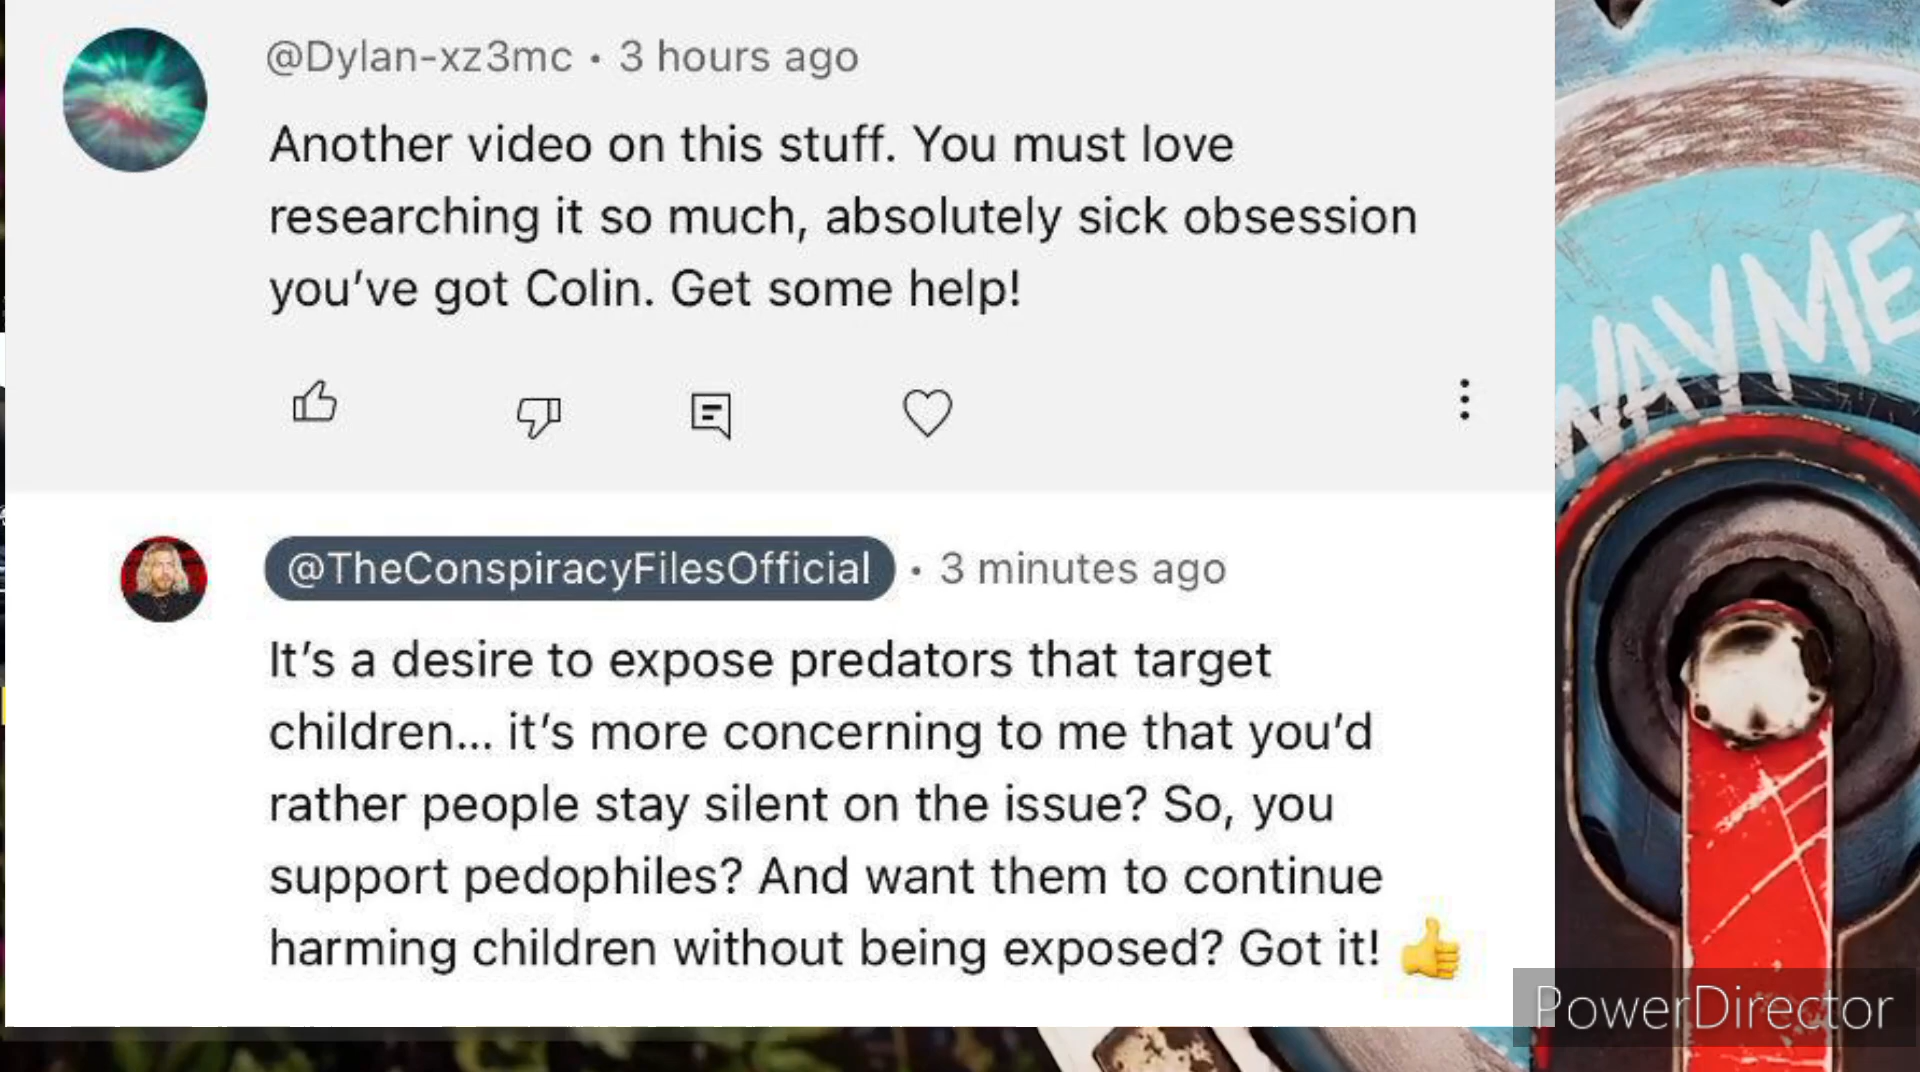 @Dylan-xz3mc • 3 hours ago
Another video on this stuff. You must love
researching it so much, absolutely sick obsession
you've got Colin. Get some help!
@TheConspiracyFilesOfficial • 3 minutes ago
It's a desire to expose predators that target
children... it's more concerning to me that you'd
rather people stay silent on the issue? So, you
support pedophiles? And want them to continue
harming children without being exposed? Got it! 👍
PowerDirector